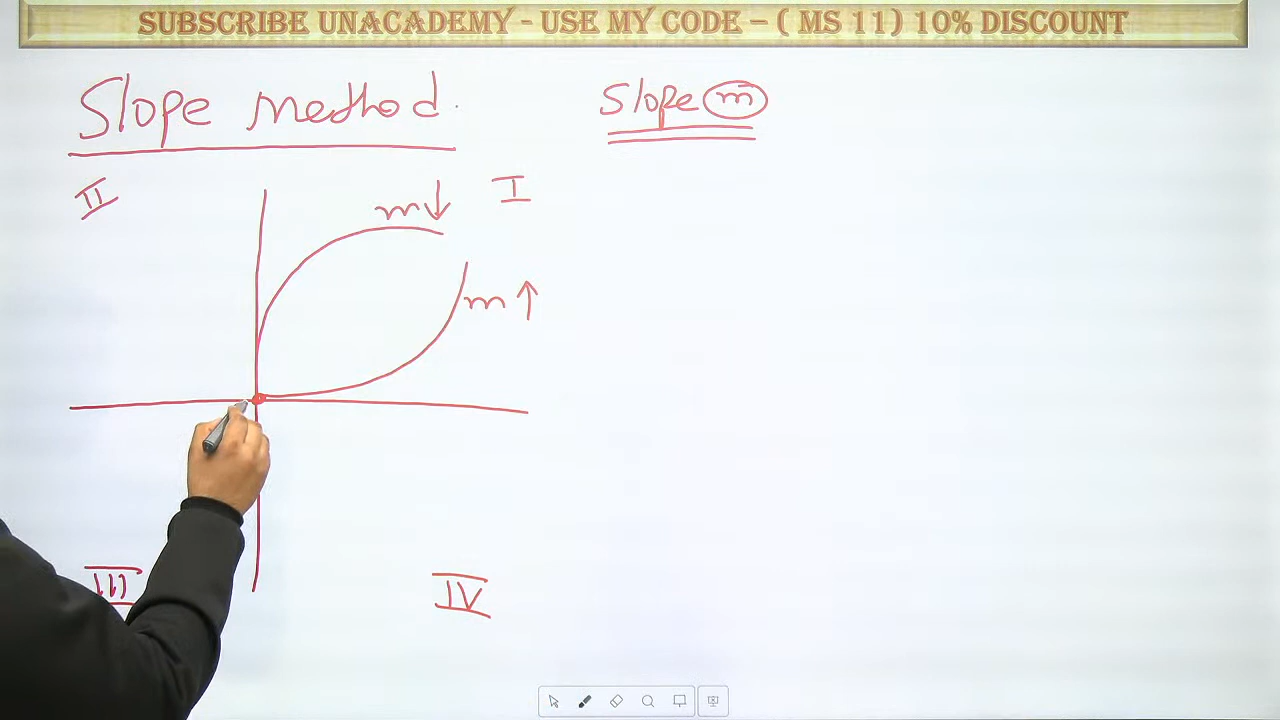 SUBSCRIBE UNACADEMY - USE MY CODE – ( MS 11) 10% DISCOUNT
Slope method.
Slope m
II
m↓
I
m↑
III
IV